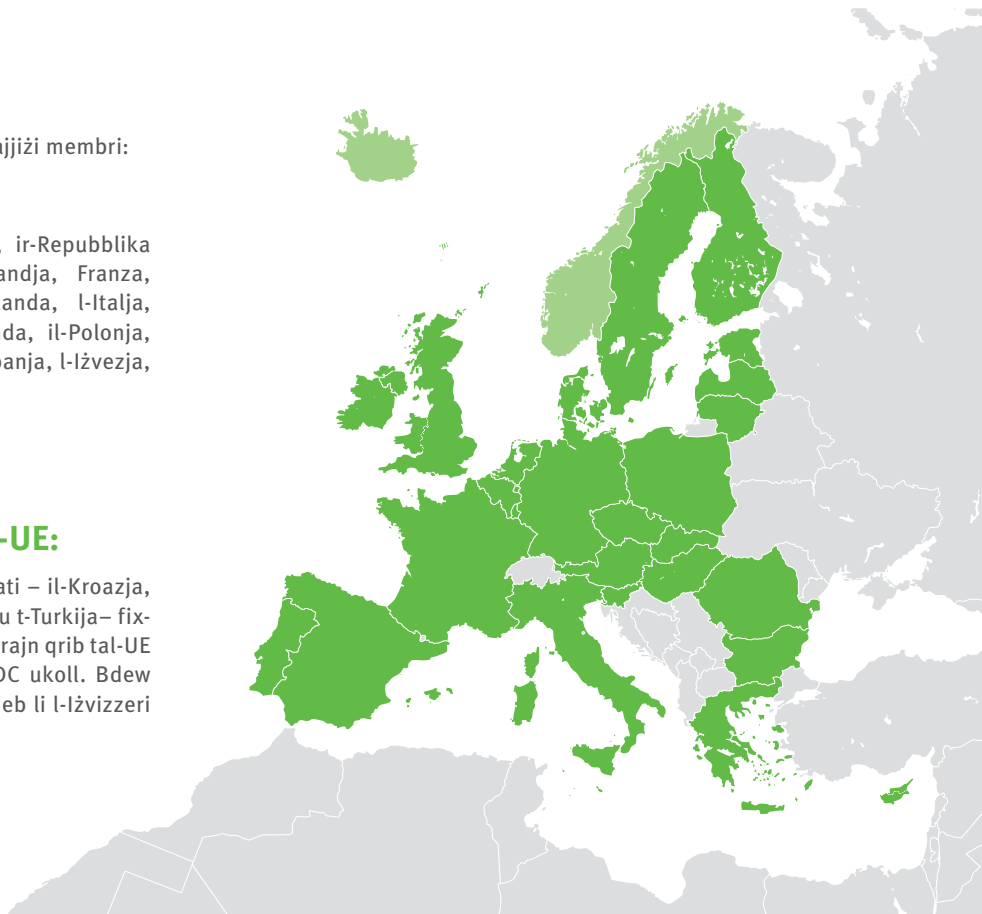 ajjiżi membri:
, ir-Repubblika
andja, Franza,
anda, l-Italja,
da, il-Polonja,
panja, l-Iżvezja,
-UE:
ati – il-Kroazja,
u t-Turkija– fix-
rajn qrib tal-UE
DC ukoll. Bdew
eb li l-Iżvizzeri